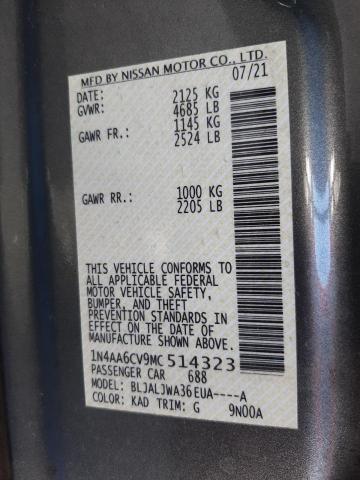 MFD BY NISSAN MOTOR CO., LTD.
DATE: 07/21
GVWR: 2125 KG
4685 LB
GAWR FR.: 1145 KG
2524 LB
GAWR RR.: 1000 KG
2205 LB
THIS VEHICLE CONFORMS TO
ALL APPLICABLE FEDERAL
MOTOR VEHICLE SAFETY,
BUMPER, AND THEFT
PREVENTION STANDARDS
IN EFFECT ON THE DATE OF
MANUFACTURE SHOWN ABOVE.
1N4AA6CV9MC514323
PASSENGER CAR 688
MODEL: BLJALJWA36EUA----A
COLOR: KAD TRIM: G 9N00A